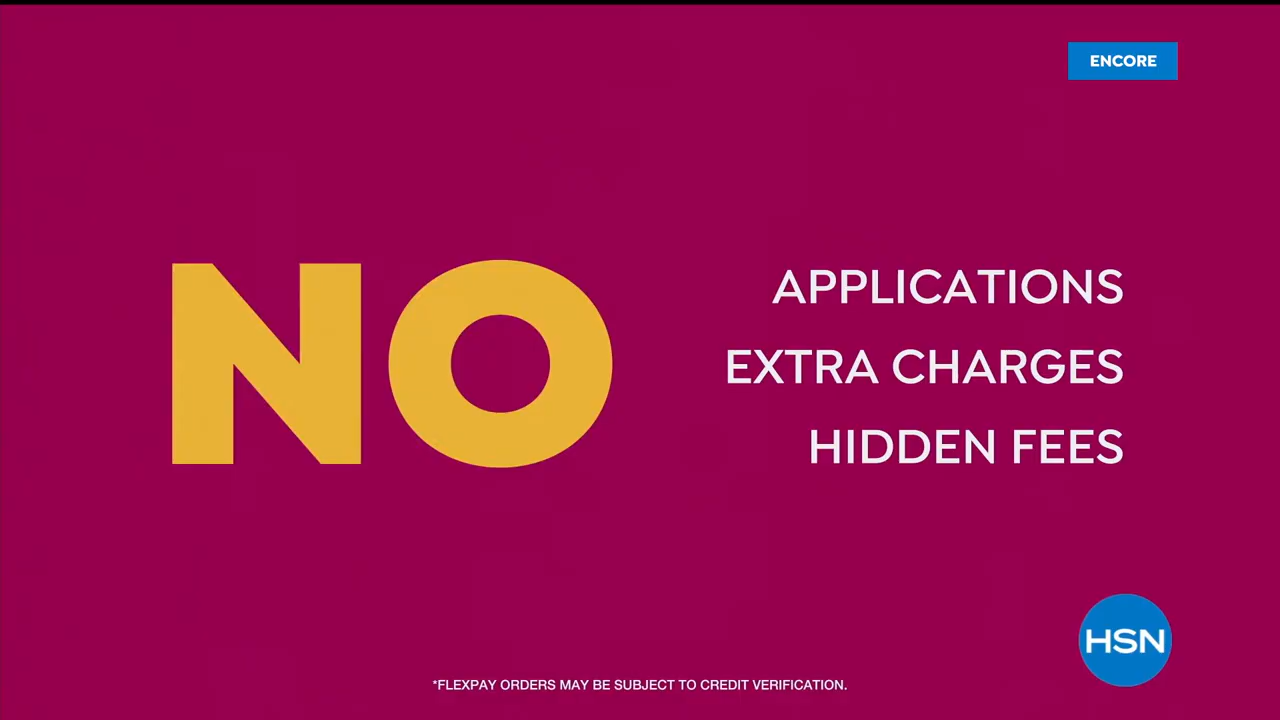 ENCORE
NO
APPLICATIONS
EXTRA CHARGES
HIDDEN FEES
HSN
*FLEXPAY ORDERS MAY BE SUBJECT TO CREDIT VERIFICATION.